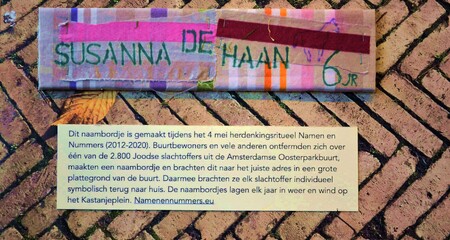 SUSANNA DE HAAN 6 JR
Dit naambordje is gemaakt tijdens het 4 mei herdenkingsritueel Namen en
Nummers (2012-2020). Buurtbewoners en vele anderen ontfermden zich over
één van de 2.800 Joodse slachtoffers uit de Amsterdamse Oosterparkbuurt,
maakten een naambordje en brachten dit naar het juiste adres in een grote
plattegrond van de buurt. Daarmee brachten ze elk slachtoffer individueel
symbolisch terug naar huis. De naambordjes lagen elk jaar in weer en wind op
het Kastanjeplein. Namenennummers.eu